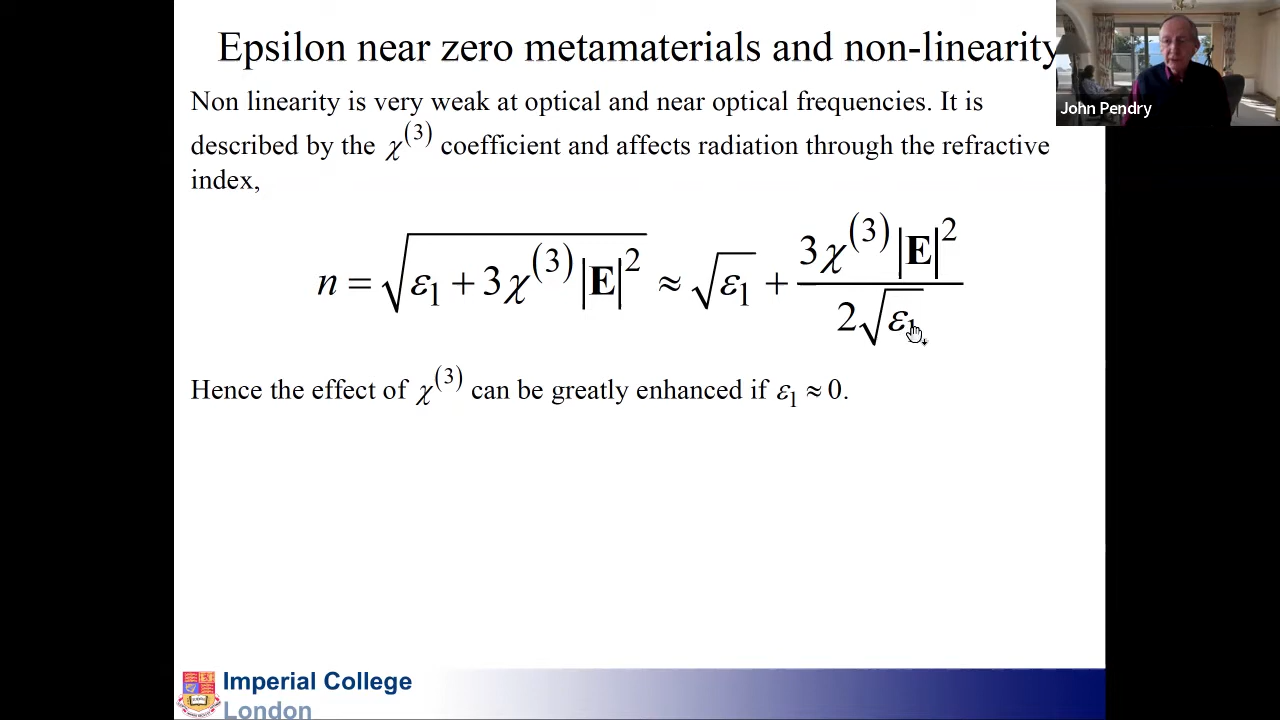 Epsilon near zero metamaterials and non-linearity
John Pendry
Non linearity is very weak at optical and near optical frequencies. It is
described by the χ⁽³⁾ coefficient and affects radiation through the refractive
index,
n = √(ε₁ + 3χ⁽³⁾|E|²) ≈ √ε₁ + 3χ⁽³⁾|E|² / 2√ε₁
Hence the effect of χ⁽³⁾ can be greatly enhanced if ε₁ ≈ 0.
Imperial College
London